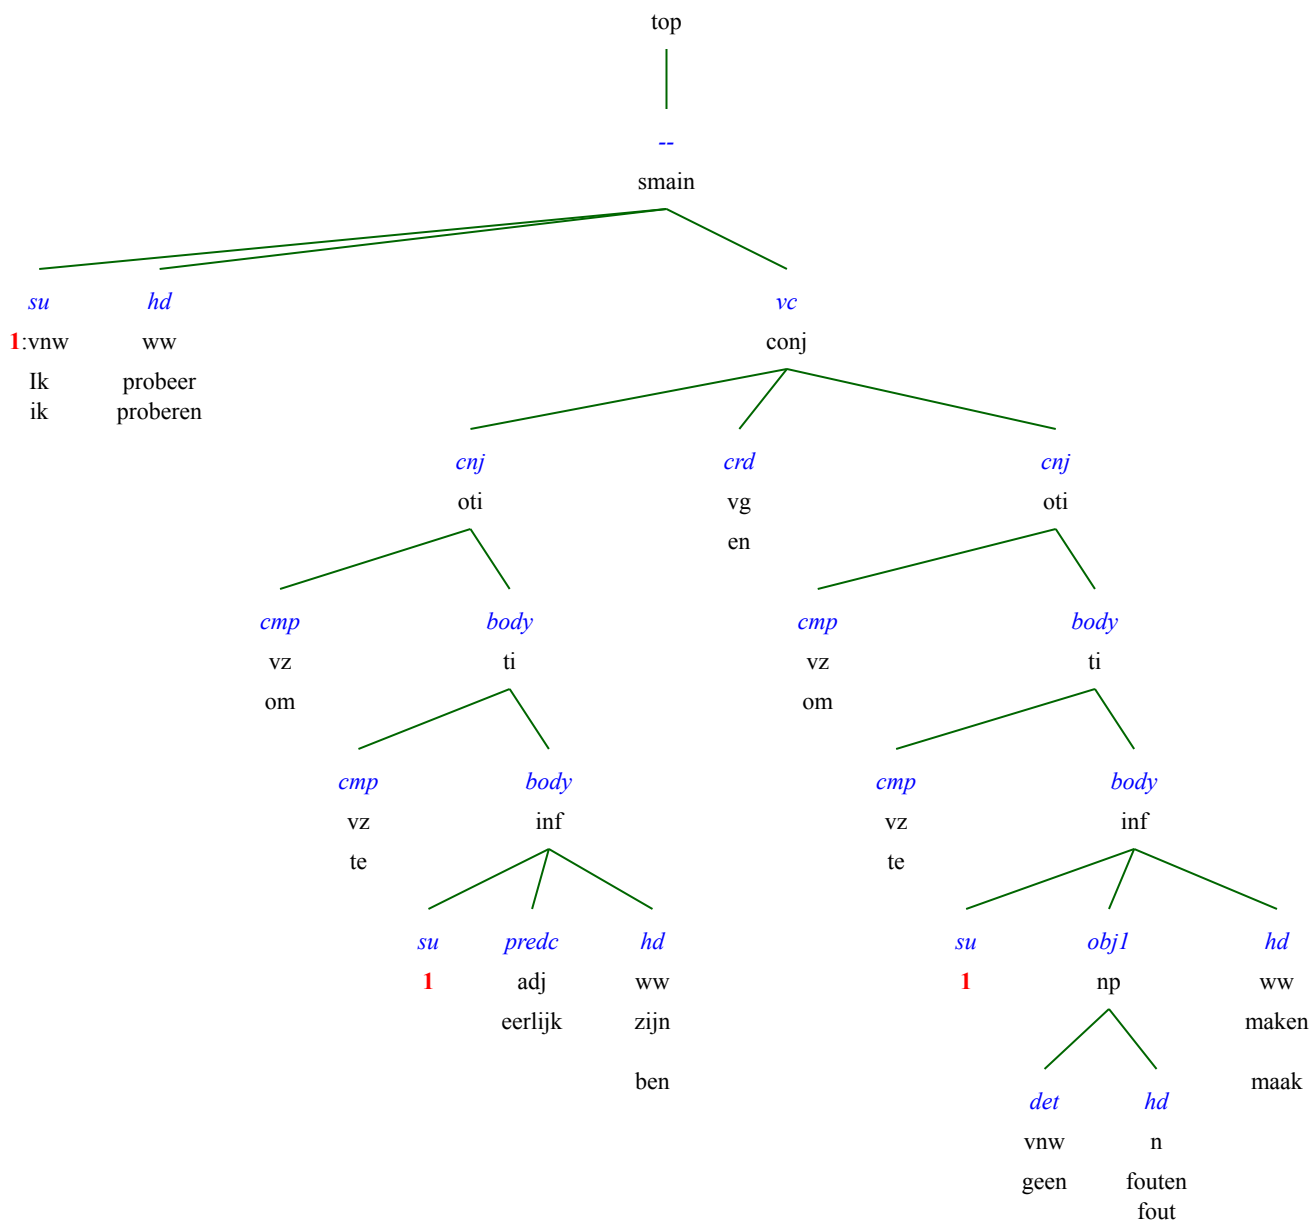 top
--
smain
su hd vc
1:vnw ww conj
Ik probeer
ik proberen
cnj crd cnj
oti vg oti
en
cmp body cmp body
vz ti vz ti
om om
cmp body cmp body
vz inf vz inf
te te
su predc hd su obj1 hd
1 adj ww 1 np ww
eerlijk zijn maken
ben maak
det hd
vnw n
geen fouten
fout